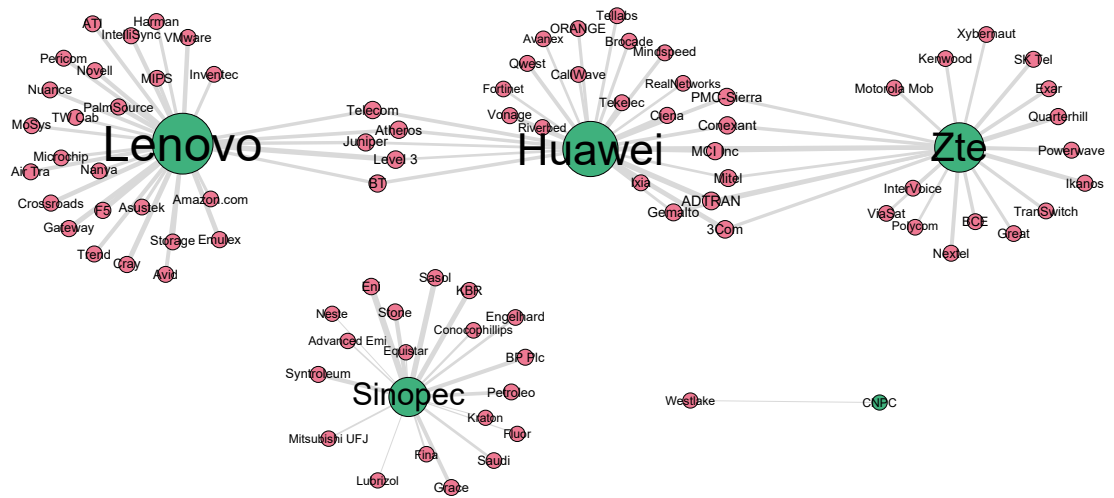 ATI
Harman
IntelliSync
VMware
Pericom
Novell
MIPS
Inventec
Nuance
PalmSource
TW Cab
MoSys
Lenovo
Microchip
Nanya
Air Tra
Crossroads
F5
Asustek
Amazon.com
Gateway
Storage
Emulex
Trend
Cray
Avid
Telecom
Atheros
Juniper
Level 3
BT
Tellabs
ORANGE
Avanex
Brocade
Mindspeed
Qwest
CallWave
RealNetworks
Fortinet
Tekelec
PMC-Sierra
Vonage
Riverbed
Ciena
Conexant
Huawei
MCI Inc
Mitel
Ixia
ADTRAN
Gemalto
3Com
Xybernaut
Kenwood
SK Tel
Motorola Mob
Exar
Quarterhill
Zte
Powerwave
Ikanos
InterVoice
ViaSat
Polycom
BCE
TranSwitch
Great
Nextel
Eni
Sasol
KBR
Neste
Stone
Engelhard
Conocophillips
Advanced Emi
Equistar
BP Plc
Syntroleum
Sinopec
Petroleo
Kraton
Fluor
Mitsubishi UFJ
Fina
Saudi
Lubrizol
Grace
Westlake
CNPC